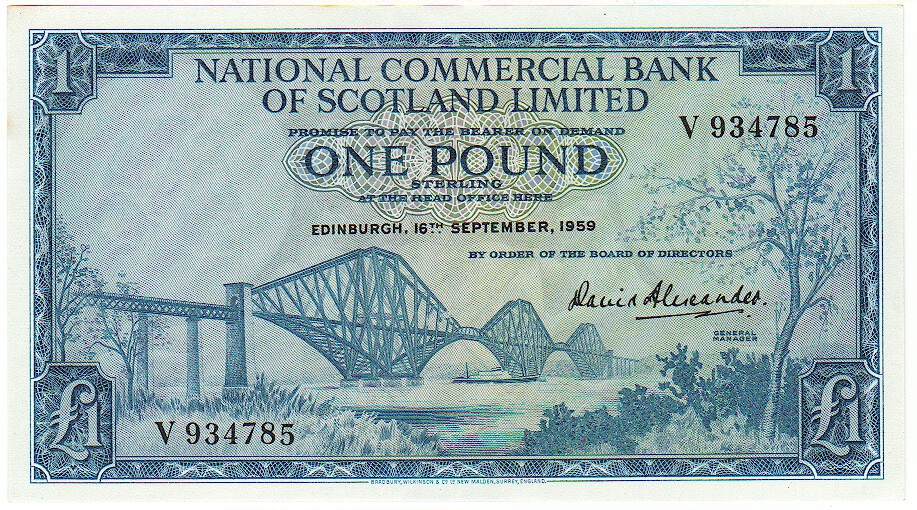 1
1
NATIONAL COMMERCIAL BANK
OF SCOTLAND LIMITED
PROMISE TO PAY THE BEARER ON DEMAND
V 934785
ONE POUND
STERLING
AT THE HEAD OFFICE HERE
EDINBURGH, 16TH SEPTEMBER, 1959
BY ORDER OF THE BOARD OF DIRECTORS
David Alexander.
GENERAL
MANAGER
£1
£1
V 934785
BRADBURY, WILKINSON & Co Ld NEW MALDEN, SURREY, ENGLAND.